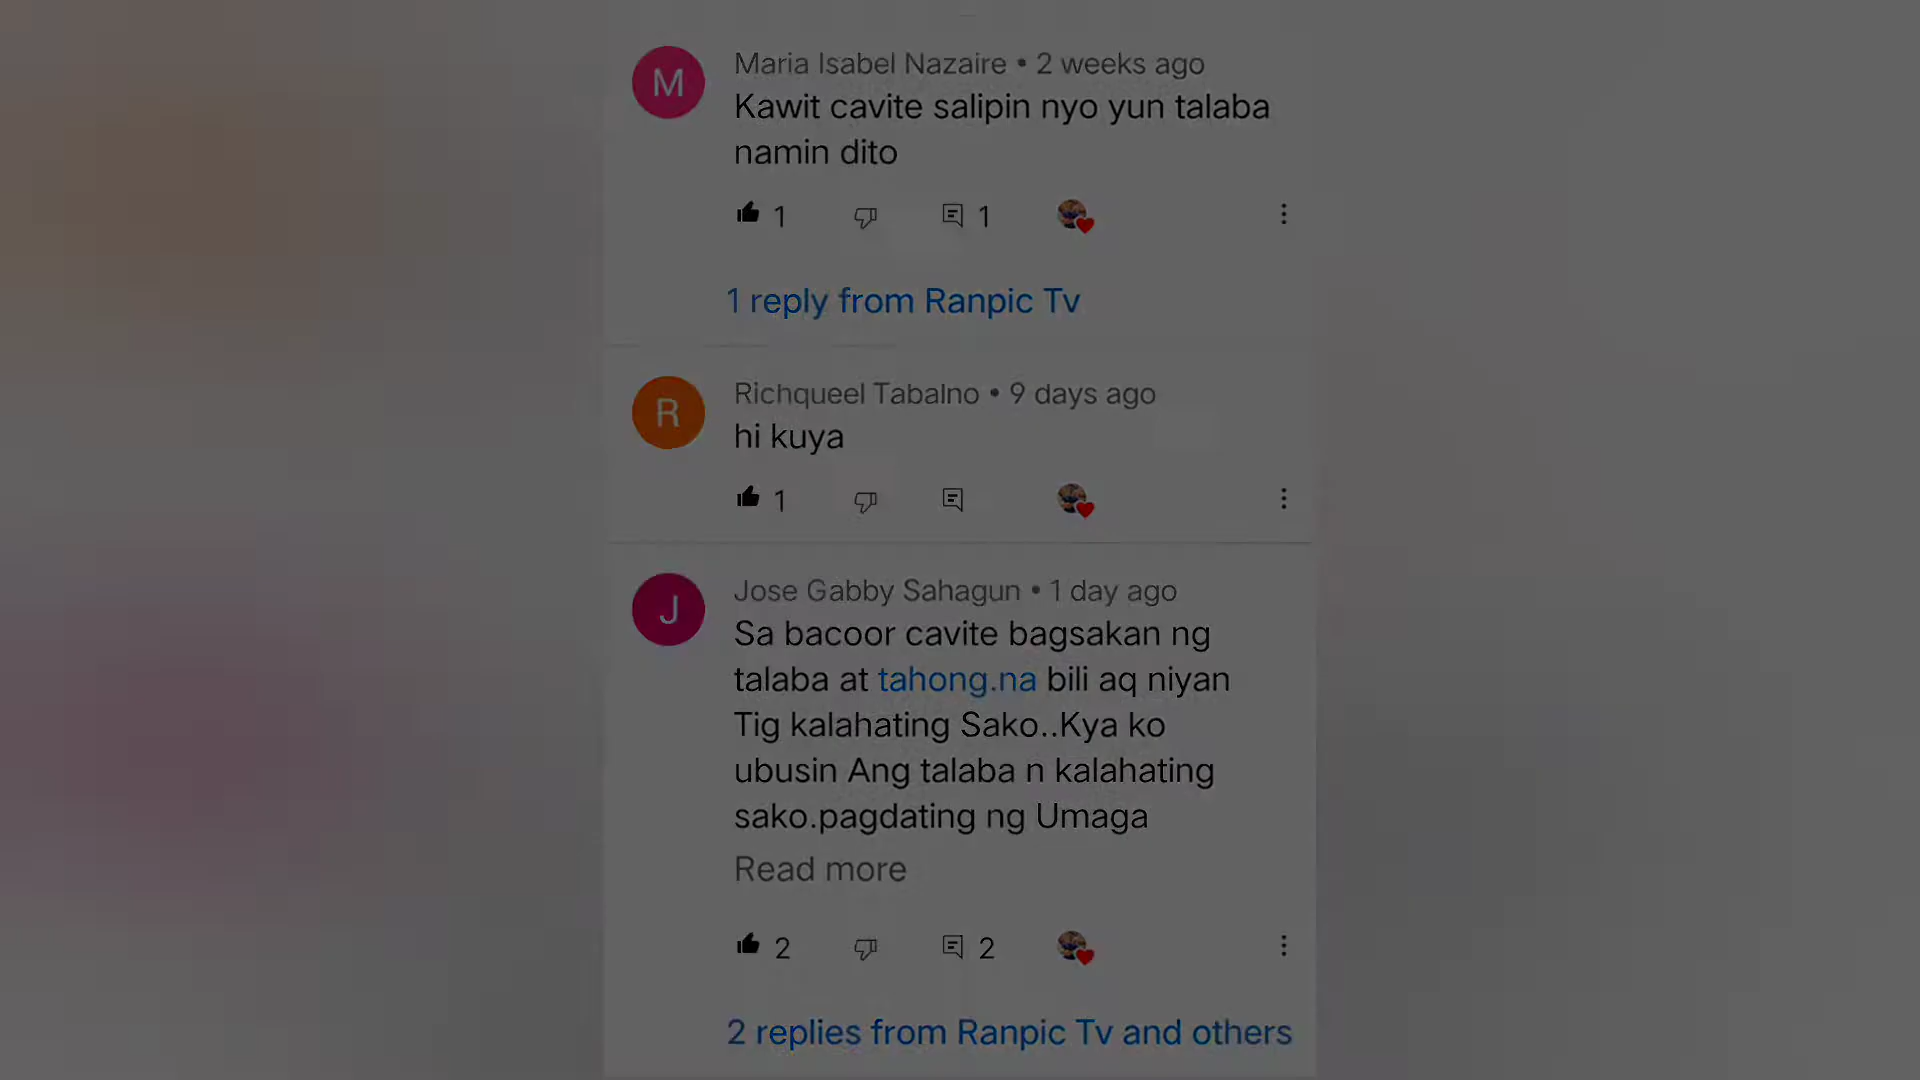 M
Maria Isabel Nazaire • 2 weeks ago
Kawit cavite salipin nyo yun talaba
namin dito
1
1
1 reply from Ranpic Tv
R
Richqueel Tabalno • 9 days ago
hi kuya
1
J
Jose Gabby Sahagun • 1 day ago
Sa bacoor cavite bagsakan ng
talaba at tahong.na bili aq niyan
Tig kalahating Sako..Kya ko
ubusin Ang talaba n kalahating
sako.pagdating ng Umaga
Read more
2
2
2 replies from Ranpic Tv and others